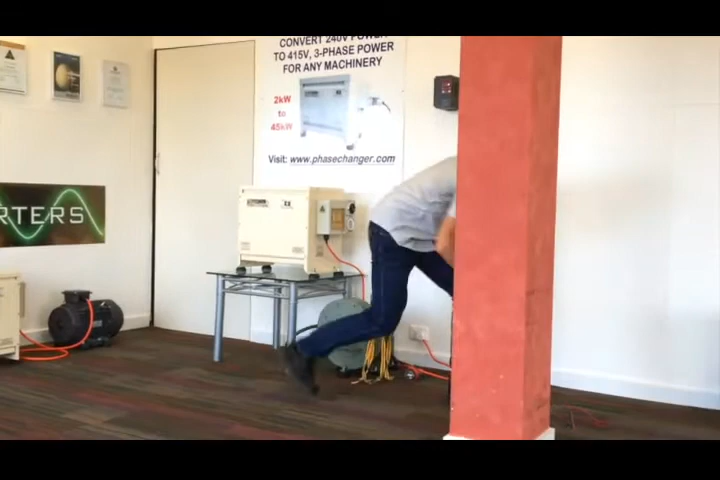 CONVERT 240V POWER
TO 415V, 3-PHASE POWER
FOR ANY MACHINERY
2kW
to
45kW
Visit: www.phasechanger.com
RTERS